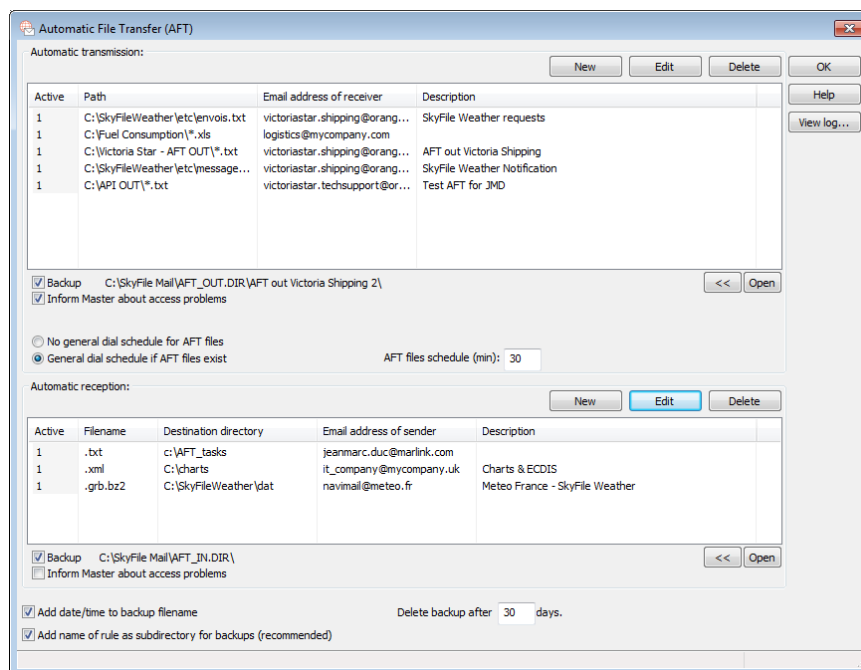 Automatic File Transfer (AFT)
Automatic transmission:
New Edit Delete OK
Active Path Email address of receiver Description Help
1 C:\SkyFileWeather\etc\envois.txt victoriastar.shipping@orang... SkyFile Weather requests View log...
1 C:\Fuel Consumption\*.xls logistics@mycompany.com
1 C:\Victoria Star - AFT OUT\*.txt victoriastar.shipping@orang... AFT out Victoria Shipping
1 C:\SkyFileWeather\etc\message... victoriastar.shipping@orang... SkyFile Weather Notification
1 C:\API OUT\*.txt victoriastar.techsupport@or... Test AFT for JMD
Backup C:\SkyFile Mail\AFT_OUT.DIR\AFT out Victoria Shipping 2\ << Open
Inform Master about access problems
No general dial schedule for AFT files
General dial schedule if AFT files exist AFT files schedule (min): 30
Automatic reception:
New Edit Delete
Active Filename Destination directory Email address of sender Description
1 .txt c:\AFT_tasks jeanmarc.duc@marlink.com
1 .xml C:\charts it_company@mycompany.uk Charts & ECDIS
1 .grb.bz2 C:\SkyFileWeather\dat navimail@meteo.fr Meteo France - SkyFile Weather
Backup C:\SkyFile Mail\AFT_IN.DIR\ << Open
Inform Master about access problems
Add date/time to backup filename Delete backup after 30 days.
Add name of rule as subdirectory for backups (recommended)